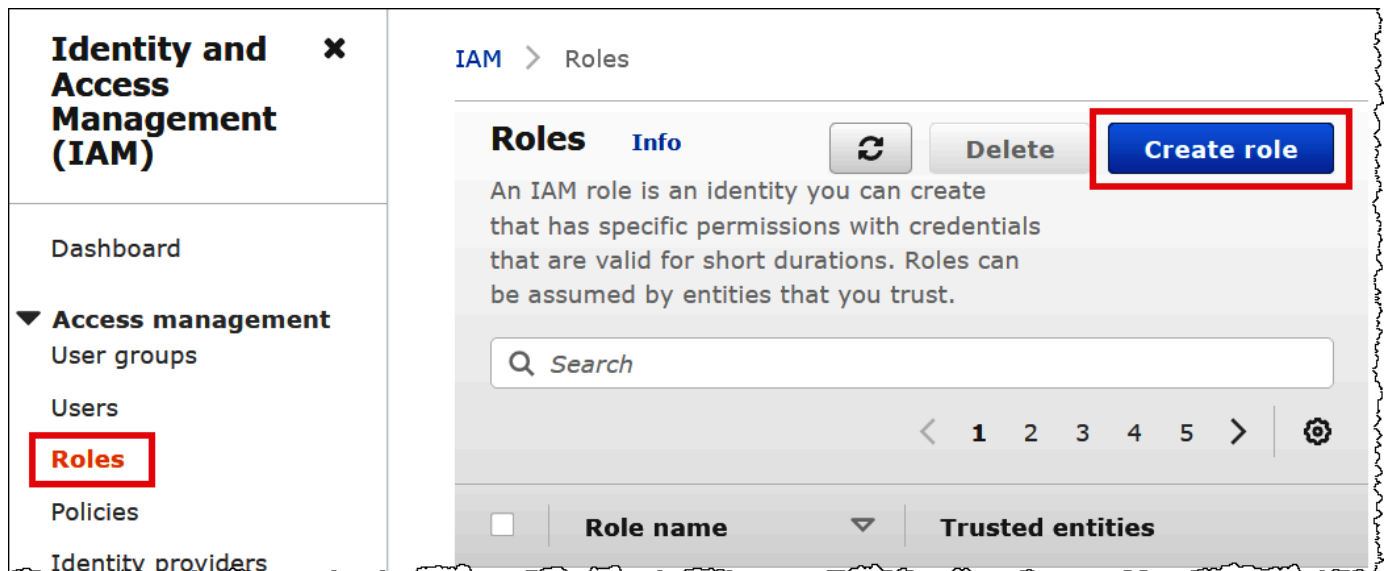 Identity and
Access
Management
(IAM)
Dashboard
Access management
User groups
Users
Roles
Policies
Identity providers
IAM > Roles
Roles Info Delete Create role
An IAM role is an identity you can create
that has specific permissions with credentials
that are valid for short durations. Roles can
be assumed by entities that you trust.
Search
1 2 3 4 5
Role name Trusted entities